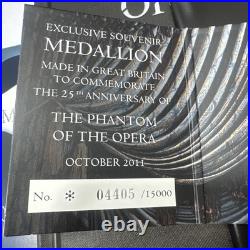 EXCLUSIVE SOUVENIR
MEDALLION
MADE IN GREAT BRITAIN
TO COMMEMORATE
THE 25TH ANNIVERSARY OF
THE PHANTOM
OF THE OPERA
OCTOBER 2011
No. * 04405 /15000